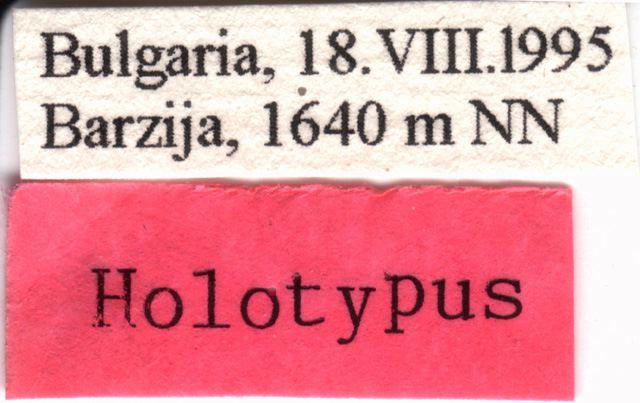 Bulgaria, 18.VIII.1995
Barzija, 1640 m NN
Holotypus